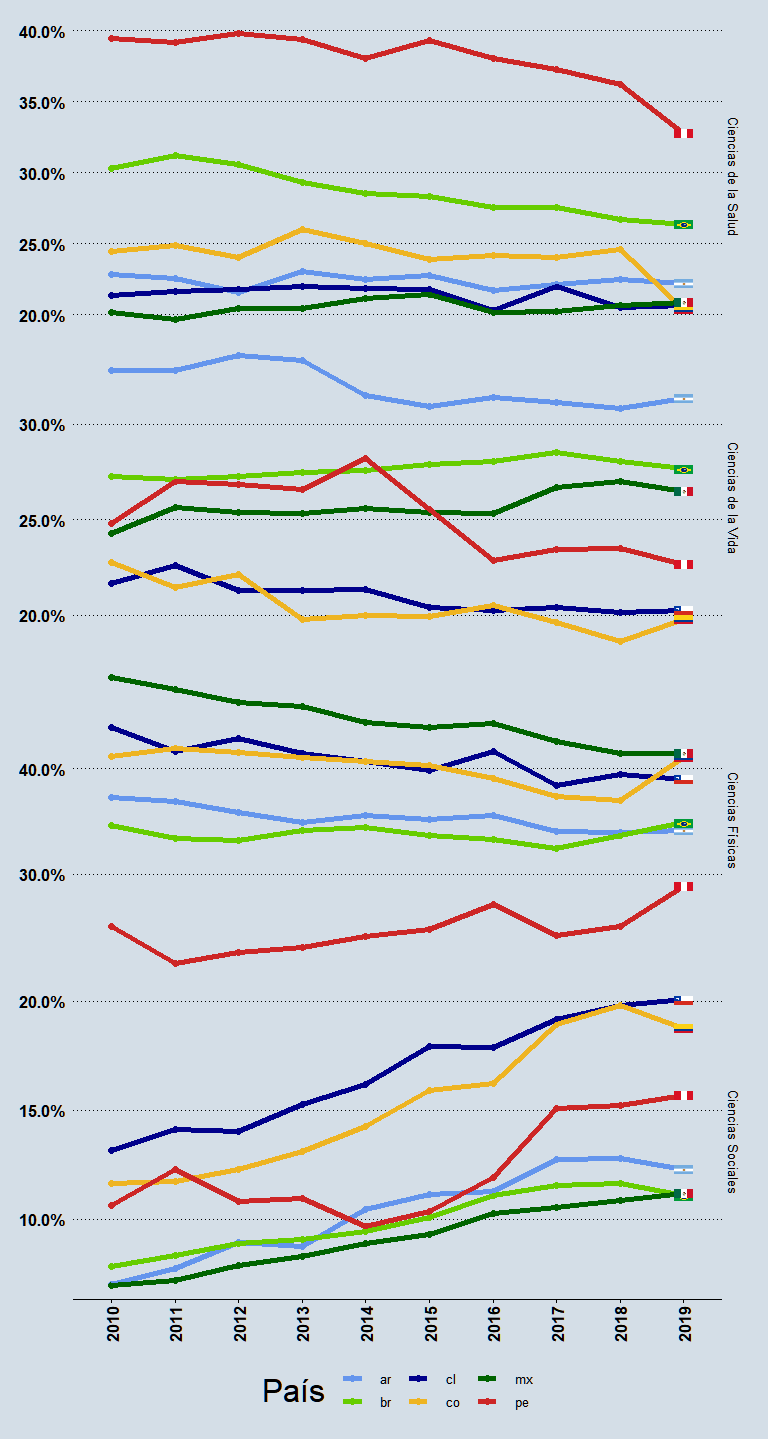 40.0%
35.0%
30.0%
25.0%
20.0%
Ciencias de la Salud
30.0%
25.0%
20.0%
Ciencias de la Vida
40.0%
30.0%
Ciencias Físicas
20.0%
15.0%
10.0%
Ciencias Sociales
2010 2011 2012 2013 2014 2015 2016 2017 2018 2019
País
ar cl mx
br co pe